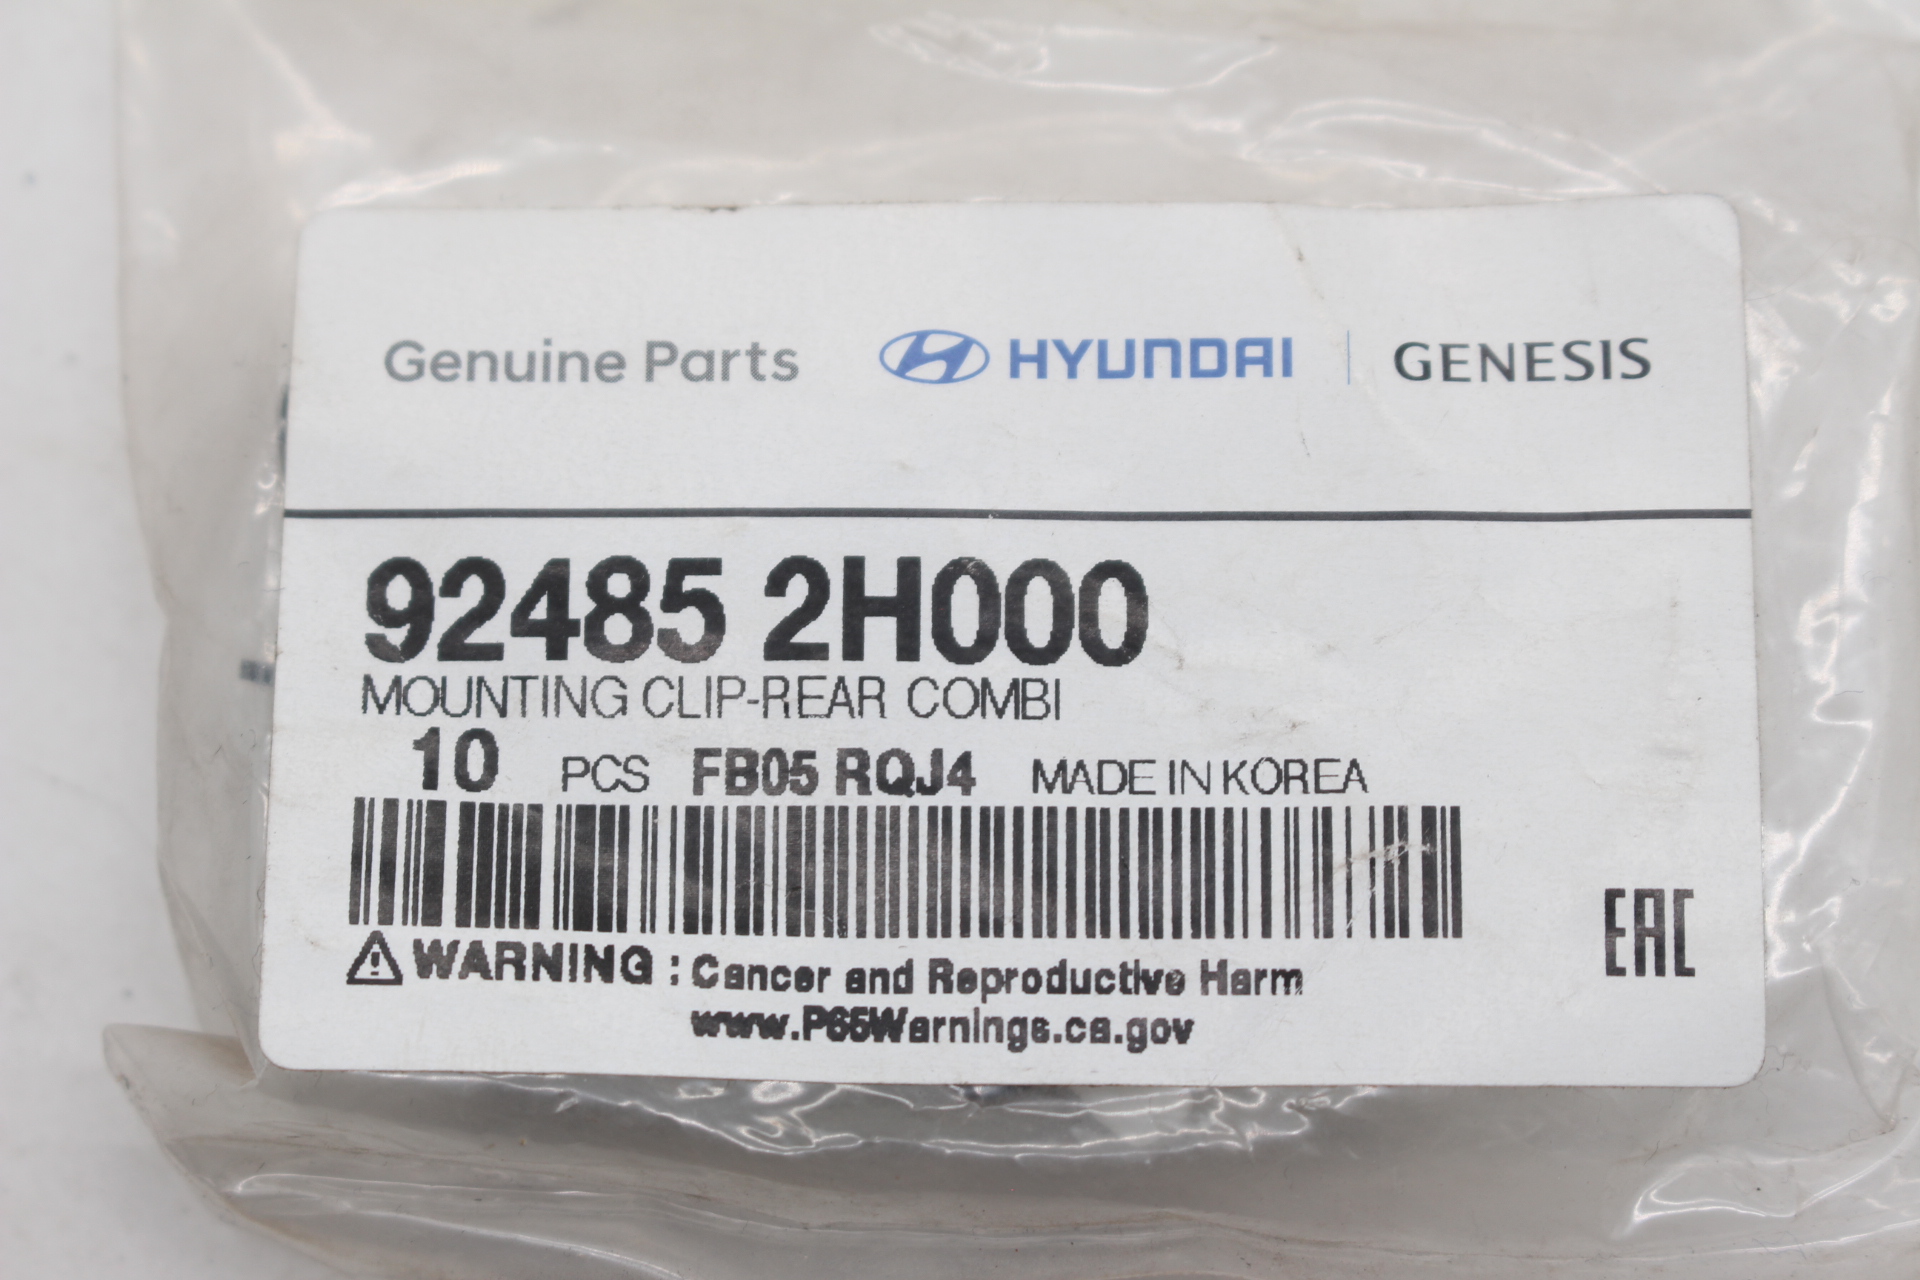 Genuine Parts HYUNDAI | GENESIS
92485 2H000
MOUNTING CLIP-REAR COMBI
10 PCS FB05 RQJ4 MADE IN KOREA
EAC
WARNING : Cancer and Reproductive Harm
www.P65Warnings.ca.gov